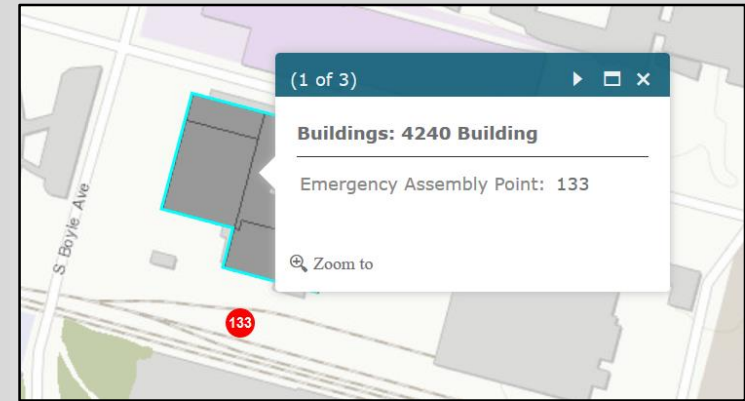 (1 of 3)
Buildings: 4240 Building
Emergency Assembly Point: 133
Zoom to
S. Boyle Ave
133